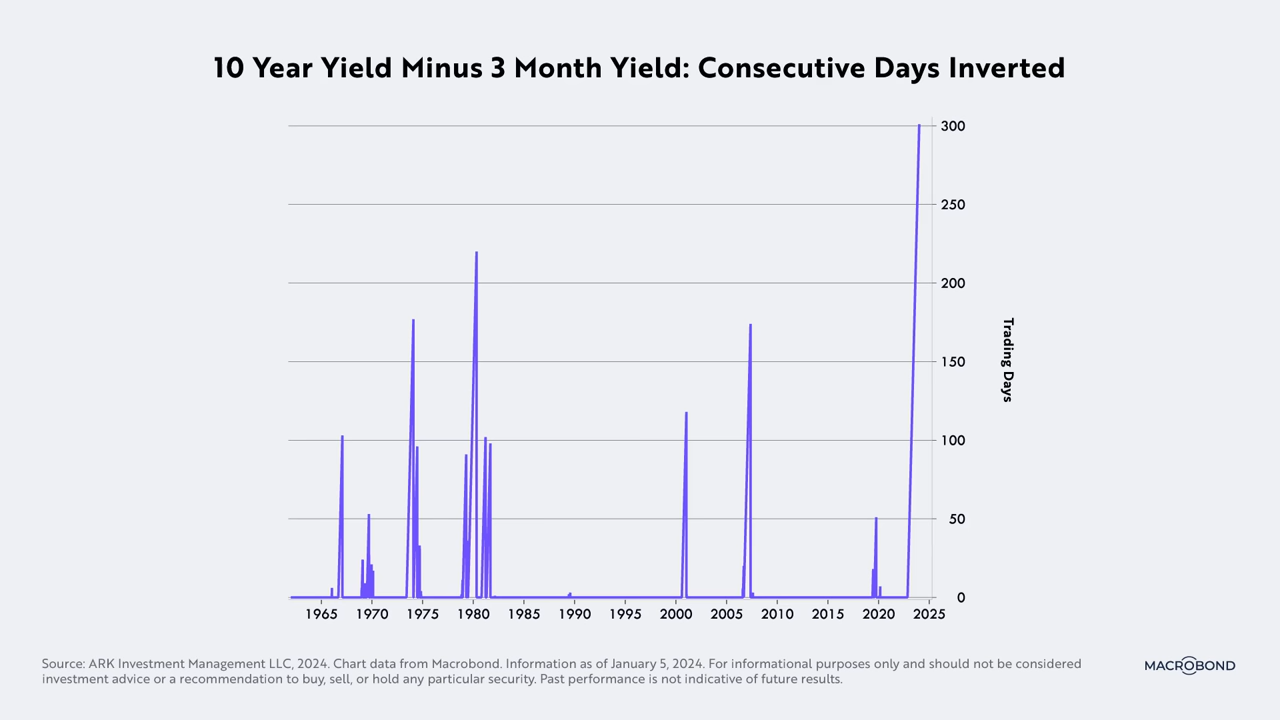 10 Year Yield Minus 3 Month Yield: Consecutive Days Inverted
300
250
200
150
100
50
0
Trading Days
1965 1970 1975 1980 1985 1990 1995 2000 2005 2010 2015 2020 2025
Source: ARK Investment Management LLC, 2024. Chart data from Macrobond. Information as of January 5, 2024. For informational purposes only and should not be considered
investment advice or a recommendation to buy, sell, or hold any particular security. Past performance is not indicative of future results.
MACROBOND